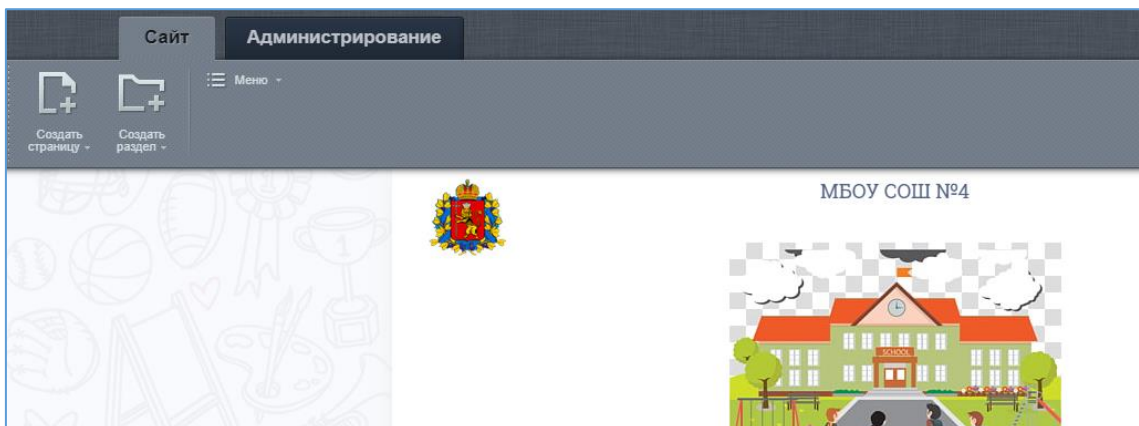 Сайт
Администрирование
Меню
Создать
страницу
Создать
раздел
МБОУ СОШ №4
SCHOOL